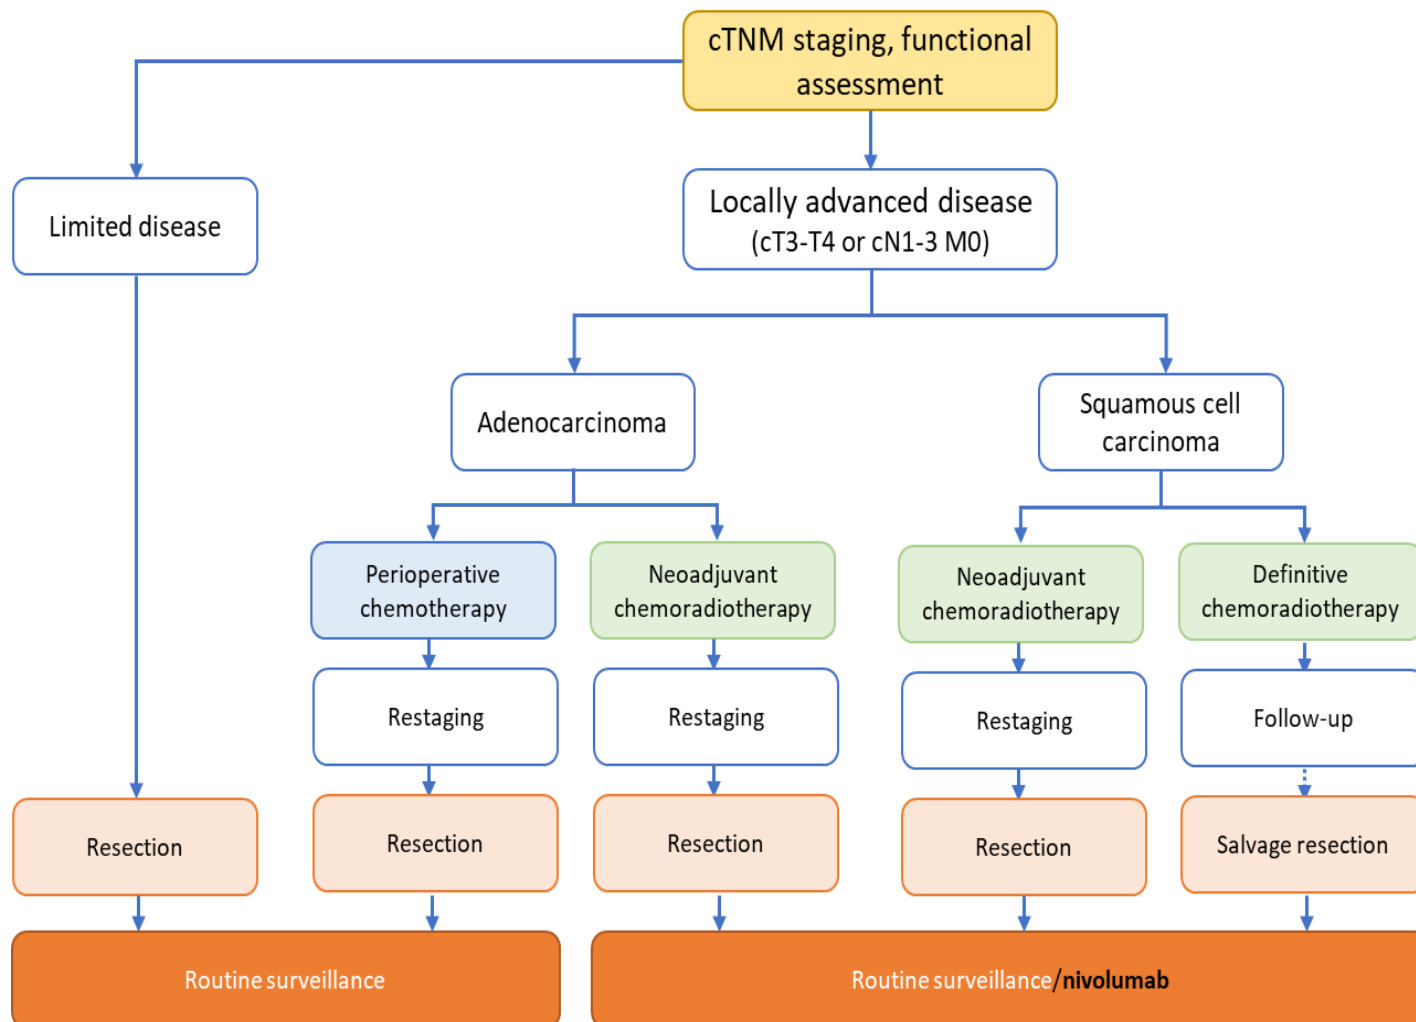 cTNM staging, functional
assessment
Limited disease
Locally advanced disease
(cT3-T4 or cN1-3 M0)
Adenocarcinoma
Squamous cell
carcinoma
Perioperative
chemotherapy
Neoadjuvant
chemoradiotherapy
Neoadjuvant
chemoradiotherapy
Definitive
chemoradiotherapy
Restaging
Restaging
Restaging
Follow-up
Resection
Resection
Resection
Resection
Salvage resection
Routine surveillance
Routine surveillance/nivolumab